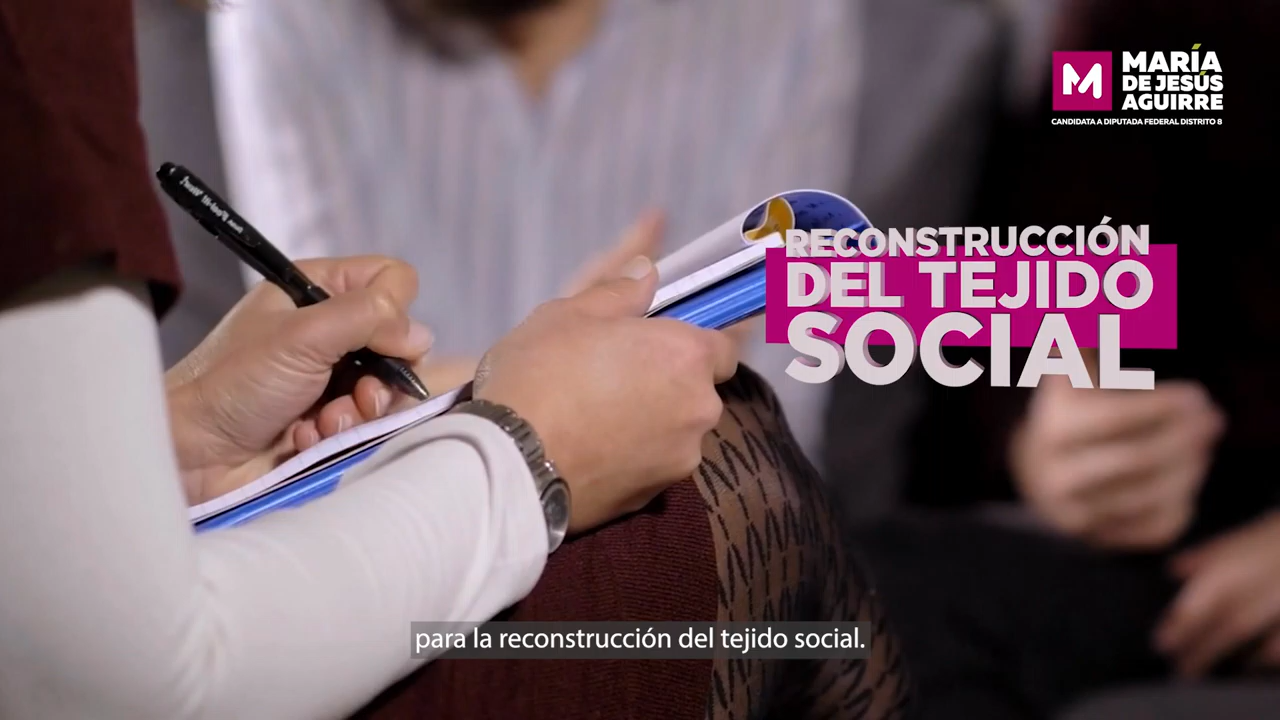 M
MARÍA
DE JESÚS
AGUIRRE
CANDIDATA A DIPUTADA FEDERAL DISTRITO 8
RECONSTRUCCIÓN
DEL TEJIDO
SOCIAL
para la reconstrucción del tejido social.